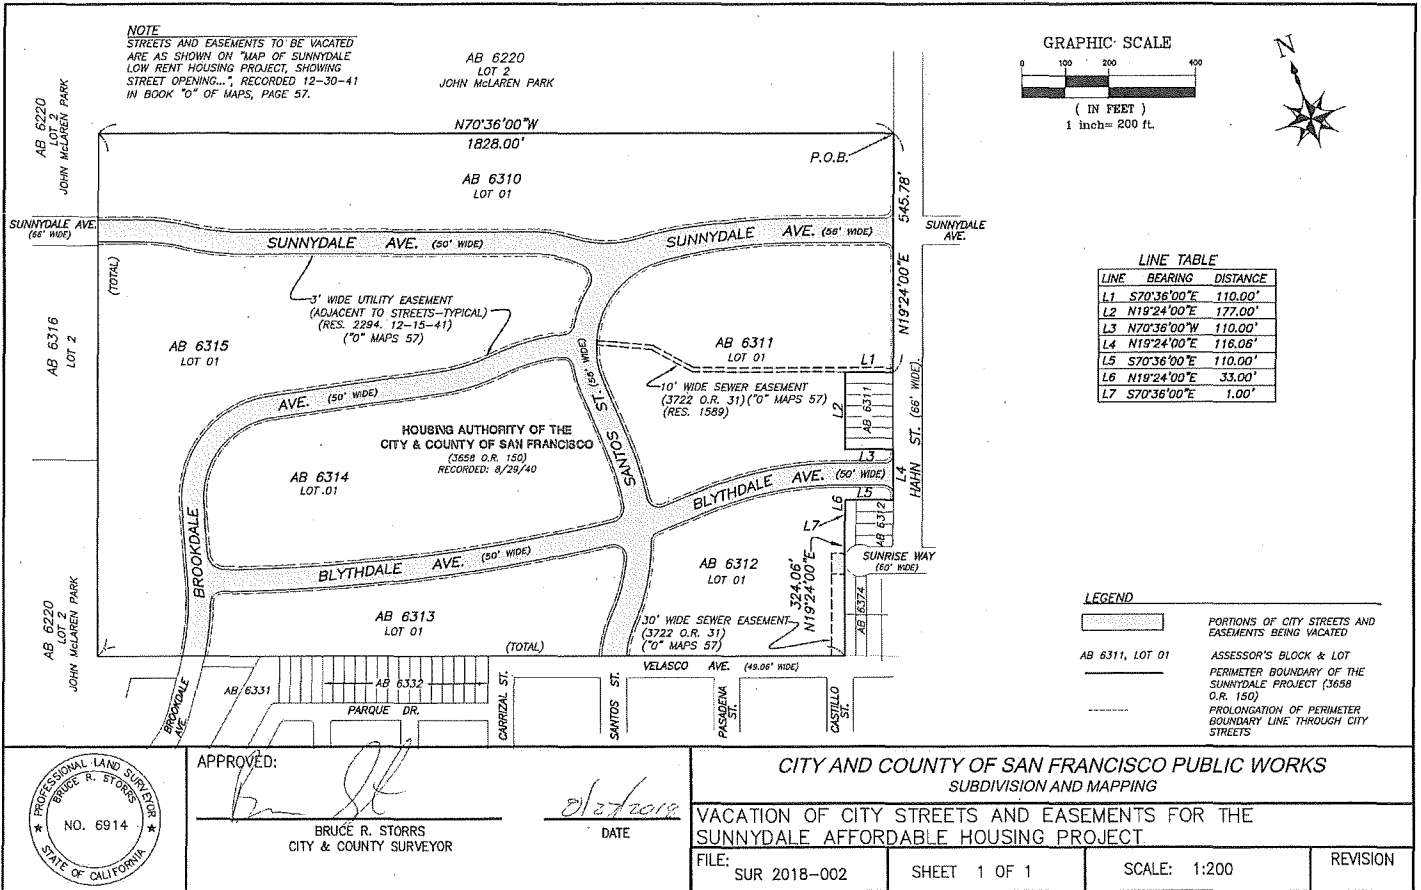 NOTE
STREETS AND EASEMENTS TO BE VACATED
ARE AS SHOWN ON "MAP OF SUNNYDALE
LOW RENT HOUSING PROJECT, SHOWING
STREET OPENING...", RECORDED 12-30-41
IN BOOK "O" OF MAPS, PAGE 57.
AB 6220
LOT 2
JOHN McLAREN PARK
AB 6220
LOT 2
JOHN McLAREN PARK
GRAPHIC SCALE
0 100 200 400
( IN FEET )
1 inch= 200 ft.
N
N70°36'00"W
1828.00'
P.O.B.
AB 6310
LOT 01
545.78'
N19°24'00"E
SUNNYDALE AVE.
(66' WIDE)
SUNNYDALE AVE. (50' WIDE)
SUNNYDALE AVE. (56' WIDE)
SUNNYDALE
AVE.
(TOTAL)
3' WIDE UTILITY EASEMENT
(ADJACENT TO STREETS-TYPICAL)
(RES. 2294. 12-15-41)
("O" MAPS 57)
LINE TABLE
LINE BEARING DISTANCE
L1 S70°36'00"E 110.00'
L2 N19°24'00"E 177.00'
L3 N70°36'00"W 110.00'
L4 N19°24'00"E 116.06'
L5 S70°36'00"E 110.00'
L6 N19°24'00"E 33.00'
L7 S70°36'00"E 1.00'
AB 6316
LOT 2
AB 6315
LOT 01
AB 6311
LOT 01
L1
10' WIDE SEWER EASEMENT
(3722 O.R. 31) ("O" MAPS 57)
(RES. 1589)
L2
AB 6311
HAHN ST. (66' WIDE)
AVE. (50' WIDE)
SANTOS ST. (56' WIDE)
HOUSING AUTHORITY OF THE
CITY & COUNTY OF SAN FRANCISCO
(3658 O.R. 150)
RECORDED: 8/29/40
L3
L4
AB 6314
LOT 01
BLYTHDALE AVE. (50' WIDE)
L5
L6
L7
AB 6312
BROOKDALE
SUNRISE WAY
(60' WIDE)
BLYTHDALE AVE. (50' WIDE)
AB 6312
LOT 01
324.06'
N19°24'00"E
AB 6374
AB 6220
LOT 2
JOHN McLAREN PARK
AB 6313
LOT 01
30' WIDE SEWER EASEMENT
(3722 O.R. 31)
("O" MAPS 57)
(TOTAL)
VELASCO AVE. (49.06' WIDE)
AB 6331
AB 6332
PARQUE DR.
BROOKDALE
AVE.
CARRIZAL ST.
SANTOS ST.
PASADENA
ST.
CASTILLO
ST.
LEGEND
PORTIONS OF CITY STREETS AND
EASEMENTS BEING VACATED
AB 6311, LOT 01 ASSESSOR'S BLOCK & LOT
PERIMETER BOUNDARY OF THE
SUNNYDALE PROJECT (3658
O.R. 150)
PROLONGATION OF PERIMETER
BOUNDARY LINE THROUGH CITY
STREETS
PROFESSIONAL LAND SURVEYOR
BRUCE R. STORRS
NO. 6914
STATE OF CALIFORNIA
APPROVED:
BRUCE R. STORRS
CITY & COUNTY SURVEYOR
8/27/2019
DATE
CITY AND COUNTY OF SAN FRANCISCO PUBLIC WORKS
SUBDIVISION AND MAPPING
VACATION OF CITY STREETS AND EASEMENTS FOR THE
SUNNYDALE AFFORDABLE HOUSING PROJECT
FILE: SUR 2018-002
SHEET 1 OF 1
SCALE: 1:200
REVISION